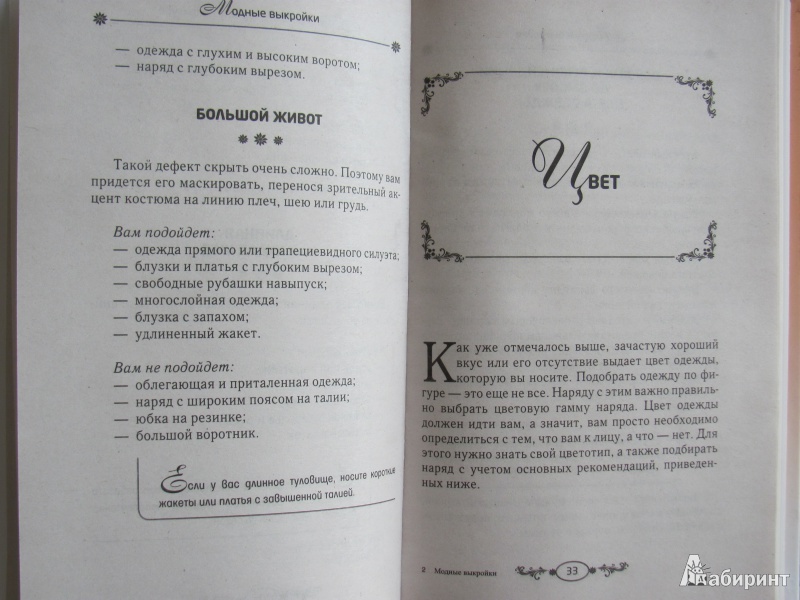 Модные выкройки
— одежда с глухим и высоким воротом;
— наряд с глубоким вырезом.
БОЛЬШОЙ ЖИВОТ
Такой дефект скрыть очень сложно. Поэтому вам
придется его маскировать, перенося зрительный ак-
цент костюма на линию плеч, шею или грудь.
Вам подойдет:
— одежда прямого или трапециевидного силуэта;
— блузки и платья с глубоким вырезом;
— свободные рубашки навыпуск;
— многослойная одежда;
— блузка с запахом;
— удлиненный жакет.
Вам не подойдет:
— облегающая и приталенная одежда;
— наряд с широким поясом на талии;
— юбка на резинке;
— большой воротник.
Если у вас длинное туловище, носите короткие
жакеты или платья с завышенной талией.
Цвет
Как уже отмечалось выше, зачастую хороший
вкус или его отсутствие выдает цвет одежды,
которую вы носите. Подобрать одежду по фи-
гуре — это еще не все. Наряду с этим важно правиль-
но выбрать цветовую гамму наряда. Цвет одежды
должен идти вам, а значит, вам просто необходимо
определиться с тем, что вам к лицу, а что — нет. Для
этого нужно знать свой цветотип, а также подбирать
наряд с учетом основных рекомендаций, приведен-
ных ниже.
2 Модные выкройки
33
Лабиринт